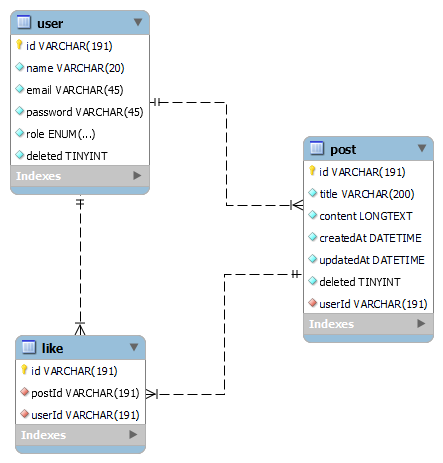 user
id VARCHAR(191)
name VARCHAR(20)
email VARCHAR(45)
password VARCHAR(45)
role ENUM(...)
deleted TINYINT
Indexes
post
id VARCHAR(191)
title VARCHAR(200)
content LONGTEXT
createdAt DATETIME
updatedAt DATETIME
deleted TINYINT
userId VARCHAR(191)
Indexes
like
id VARCHAR(191)
postId VARCHAR(191)
userId VARCHAR(191)
Indexes